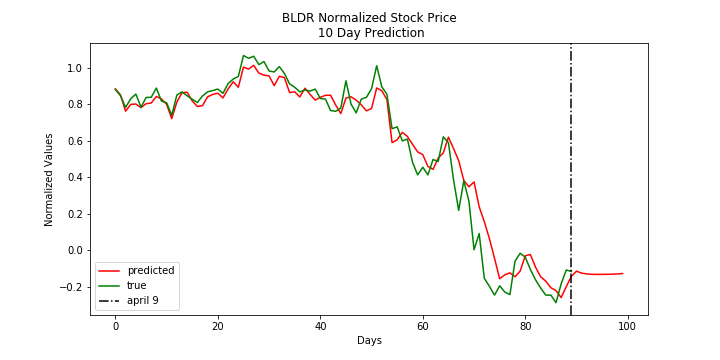 BLDR Normalized Stock Price
10 Day Prediction
Normalized Values
1.0
0.8
0.6
0.4
0.2
0.0
−0.2
predicted
true
april 9
0
20
40
60
80
100
Days